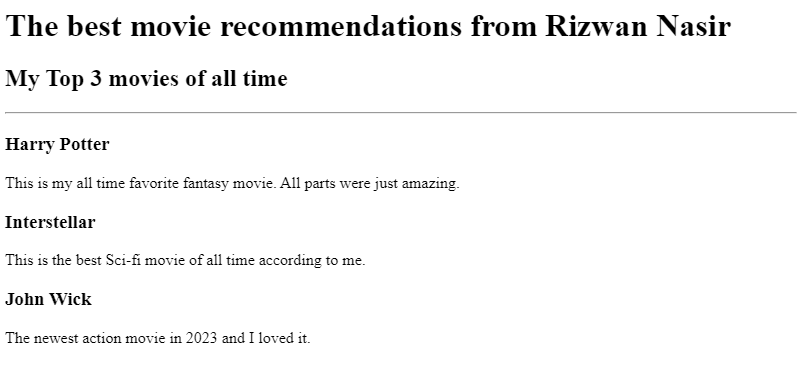 The best movie recommendations from Rizwan Nasir
My Top 3 movies of all time
Harry Potter
This is my all time favorite fantasy movie. All parts were just amazing.
Interstellar
This is the best Sci-fi movie of all time according to me.
John Wick
The newest action movie in 2023 and I loved it.